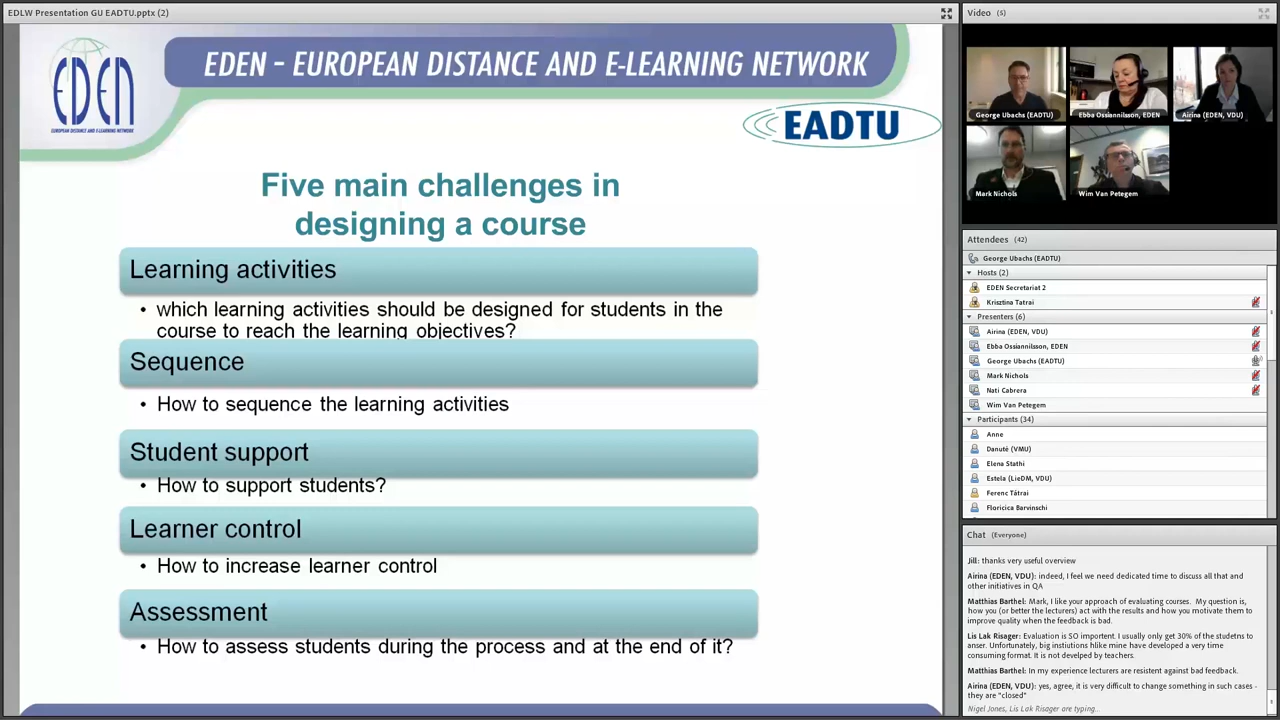 EDLW Presentation GU EADTU.pptx (2)
EDEN
EUROPEAN DISTANCE AND E-LEARNING NETWORK
EDEN - EUROPEAN DISTANCE AND E-LEARNING NETWORK
EADTU
Five main challenges in
designing a course
Learning activities
• which learning activities should be designed for students in the
course to reach the learning objectives?
Sequence
• How to sequence the learning activities
Student support
• How to support students?
Learner control
• How to increase learner control
Assessment
• How to assess students during the process and at the end of it?
Video (5)
George Ubachs (EADTU)
Ebba Ossiannilsson, EDEN
Airina (EDEN, VDU)
Mark Nichols
Wim Van Petegem
Attendees (42)
George Ubachs (EADTU)
Hosts (2)
EDEN Secretariat 2
Krisztina Tatrai
Presenters (6)
Airina (EDEN, VDU)
Ebba Ossiannilsson, EDEN
George Ubachs (EADTU)
Mark Nichols
Nati Cabrera
Wim Van Petegem
Participants (34)
Anne
Danutė (VMU)
Elena Stathi
Estela (LieDM, VDU)
Ferenc Tátrai
Floricica Barvinschi
Chat (Everyone)
Jill: thanks very useful overview
Airina (EDEN, VDU): indeed, I feel we need dedicated time to discuss all that and
other initiatives in QA
Matthias Barthel: Mark, I like your approach of evaluating courses. My question is,
how you (or better the lecturers) act with the results and how you motivate them to
improve quality when the feedback is bad.
Lis Lak Risager: Evaluation is SO importent. I usually only get 30% of the studetns to
anser. Unfortunately, big instiutions hlike mine have developed a very time
consuming format. It is not develped by teachers.
Matthias Barthel: In my experience lecturers are resistent against bad feedback.
Airina (EDEN, VDU): yes, agree, it is very difficult to change something in such cases -
they are "closed"
Nigel Jones, Lis Lak Risager are typing...